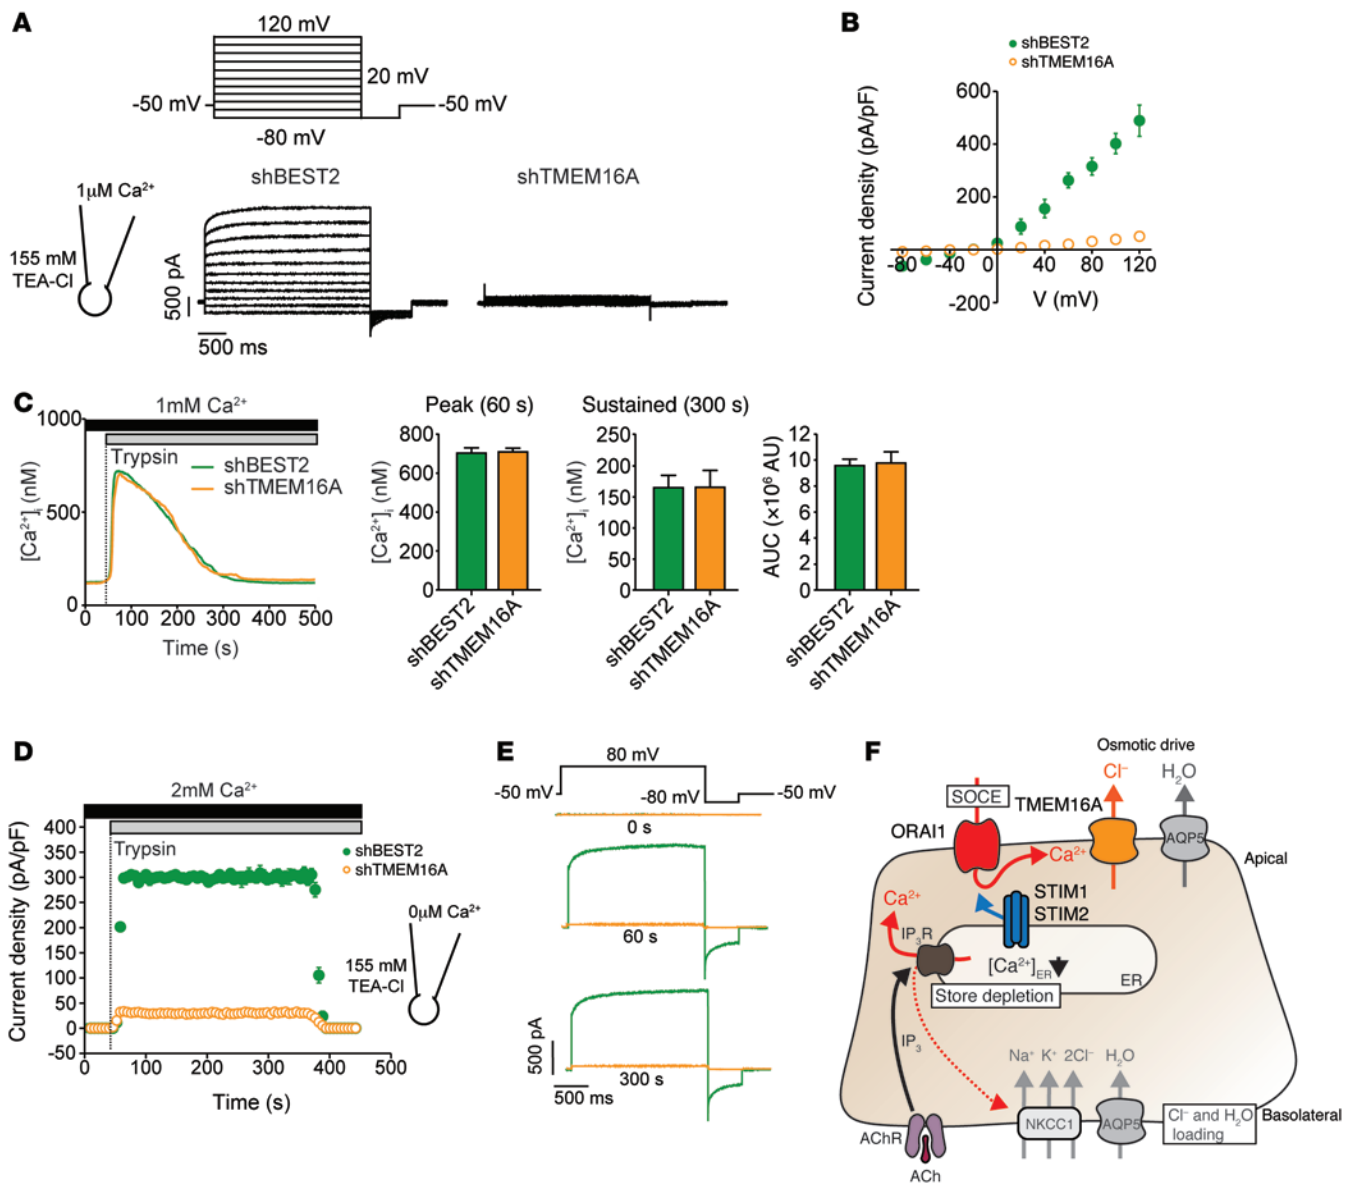 A
120 mV
20 mV
-50 mV
-50 mV
-80 mV
shBEST2
shTMEM16A
1μM Ca²⁺
155 mM
TEA-Cl
500 pA
500 ms
B
shBEST2
shTMEM16A
Current density (pA/pF)
600
400
200
-200
-80
-40
0
40
80
120
V (mV)
C
1mM Ca²⁺
Trypsin
shBEST2
shTMEM16A
[Ca²⁺]i (nM)
1000
500
0
0 100 200 300 400 500
Time (s)
Peak (60 s)
[Ca²⁺]i (nM)
800
600
400
200
0
shBEST2
shTMEM16A
Sustained (300 s)
[Ca²⁺]i (nM)
250
200
150
100
50
0
shBEST2
shTMEM16A
AUC (×10⁶ AU)
12
10
8
6
4
2
0
shBEST2
shTMEM16A
D
2mM Ca²⁺
Trypsin
shBEST2
shTMEM16A
Current density (pA/pF)
400
350
300
250
200
150
100
50
0
-50
0 100 200 300 400 500
Time (s)
0μM Ca²⁺
155 mM
TEA-Cl
E
80 mV
-50 mV
-80 mV
-50 mV
0 s
60 s
300 s
500 pA
500 ms
F
Osmotic drive
Cl⁻
H₂O
SOCE
TMEM16A
ORAI1
AQP5
Apical
Ca²⁺
Ca²⁺
STIM1
STIM2
IP₃R
[Ca²⁺]ER
ER
Store depletion
IP₃
Na⁺ K⁺ 2Cl⁻ H₂O
NKCC1
AQP5
Cl⁻ and H₂O
loading
Basolateral
AChR
ACh